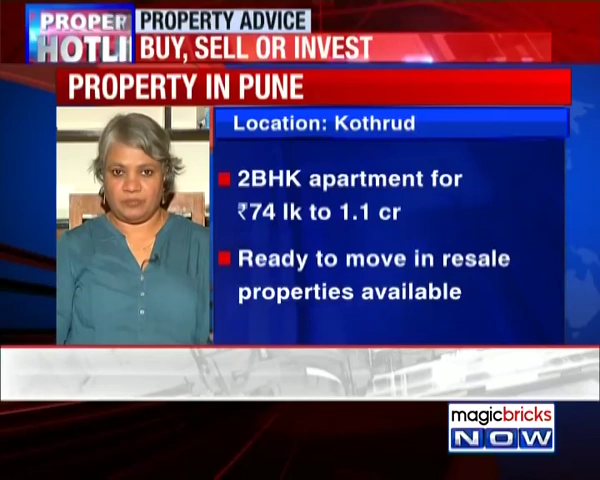 PROPER
HOTLI
PROPERTY ADVICE
BUY, SELL OR INVEST
PROPERTY IN PUNE
Location: Kothrud
2BHK apartment for
₹74 lk to 1.1 cr
Ready to move in resale
properties available
magicbricks
NOW